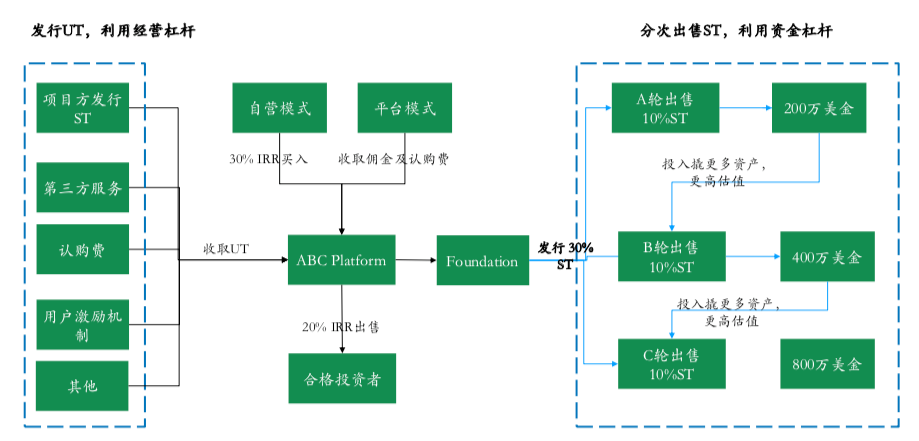 发行UT，利用经营杠杆
分次出售ST，利用资金杠杆
项目方发行
ST
第三方服务
认购费
用户激励机
制
其他
收取UT
自营模式
平台模式
30% IRR买入
收取佣金及认购费
ABC Platform
Foundation
20% IRR出售
合格投资者
发行 30%
ST
A轮出售
10%ST
200万美金
投入撬更多资产，
更高估值
B轮出售
10%ST
400万美金
投入撬更多资产，
更高估值
C轮出售
10%ST
800万美金